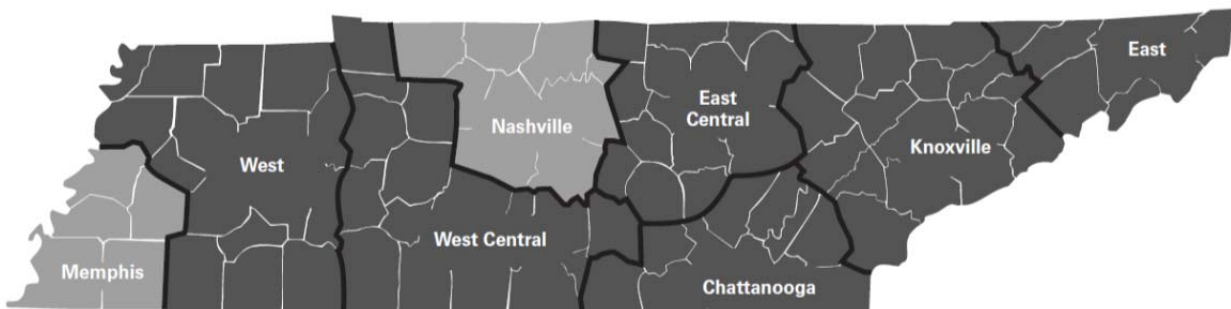 East
East
Central
Nashville
Knoxville
West
West Central
Memphis
Chattanooga